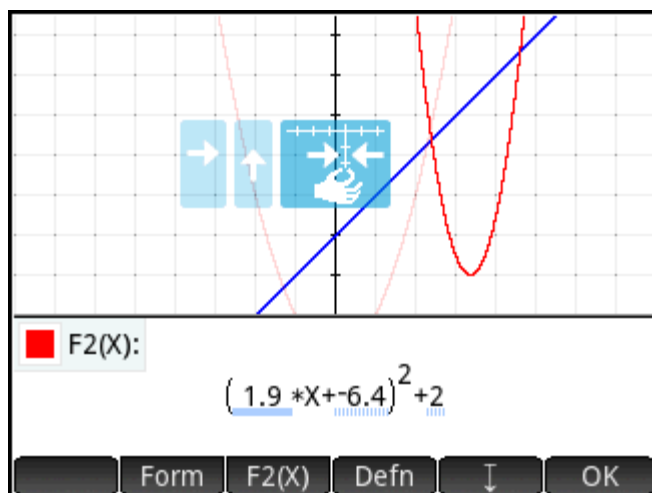 F2(X):
( 1.9 *X+-6.4)²+2
Form F2(X) Defn ↧ OK